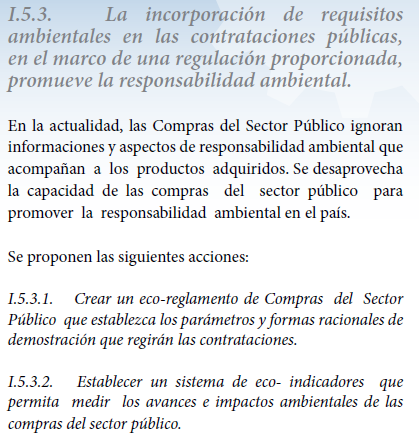 I.5.3. La incorporación de requisitos
ambientales en las contrataciones públicas,
en el marco de una regulación proporcionada,
promueve la responsabilidad ambiental.
En la actualidad, las Compras del Sector Público ignoran
informaciones y aspectos de responsabilidad ambiental que
acompañan a los productos adquiridos. Se desaprovecha
la capacidad de las compras del sector público para
promover la responsabilidad ambiental en el país.
Se proponen las siguientes acciones:
I.5.3.1. Crear un eco-reglamento de Compras del Sector
Público que establezca los parámetros y formas racionales de
demostración que regirán las contrataciones.
I.5.3.2. Establecer un sistema de eco- indicadores que
permita medir los avances e impactos ambientales de las
compras del sector público.